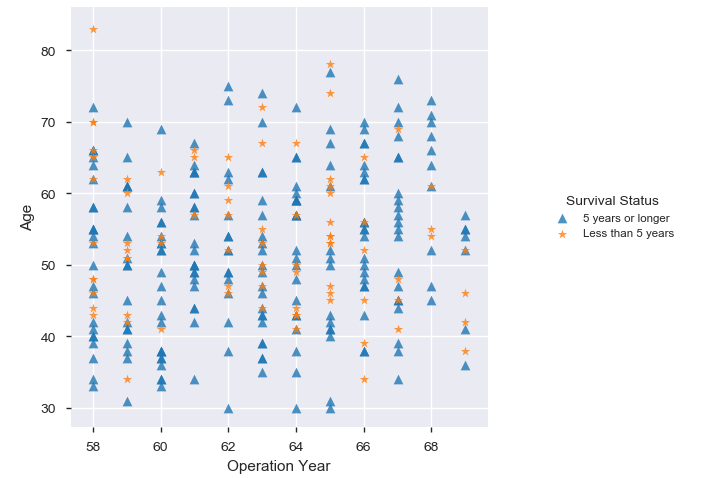 80
70
60
50
40
30
Age
58 60 62 64 66 68
Operation Year
Survival Status
5 years or longer
Less than 5 years